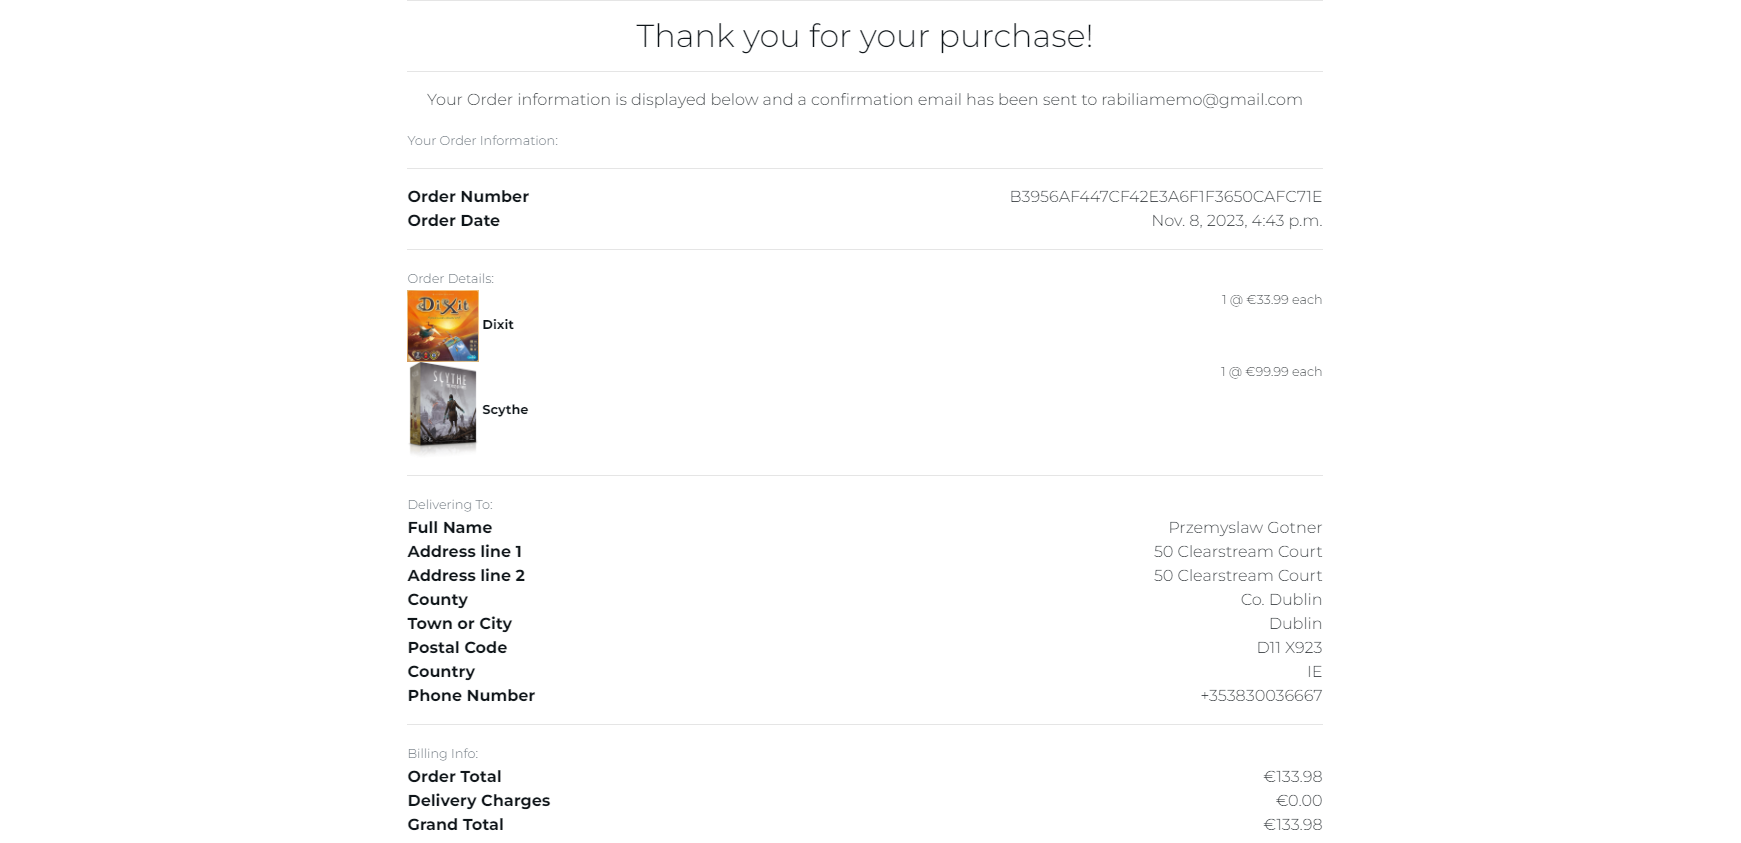 Thank you for your purchase!
Your Order information is displayed below and a confirmation email has been sent to rabiliamemo@gmail.com
Your Order Information:
Order Number B3956AF447CF42E3A6F1F3650CAFC71E
Order Date Nov. 8, 2023, 4:43 p.m.
Order Details:
DiXit
Dixit 1 @ €33.99 each
SCYTHE
Scythe 1 @ €99.99 each
Delivering To:
Full Name Przemyslaw Gotner
Address line 1 50 Clearstream Court
Address line 2 50 Clearstream Court
County Co. Dublin
Town or City Dublin
Postal Code D11 X923
Country IE
Phone Number +353830036667
Billing Info:
Order Total €133.98
Delivery Charges €0.00
Grand Total €133.98